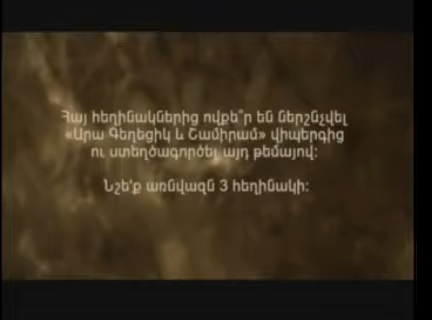 Հայ հեղինակներից ովքե՞ր են ներշնչվել
«Արա Գեղեցիկ և Շամիրամ» վիպերգից
ու ստեղծագործել այդ թեմայով:
Նշե՛ք առնվազն 3 հեղինակի: